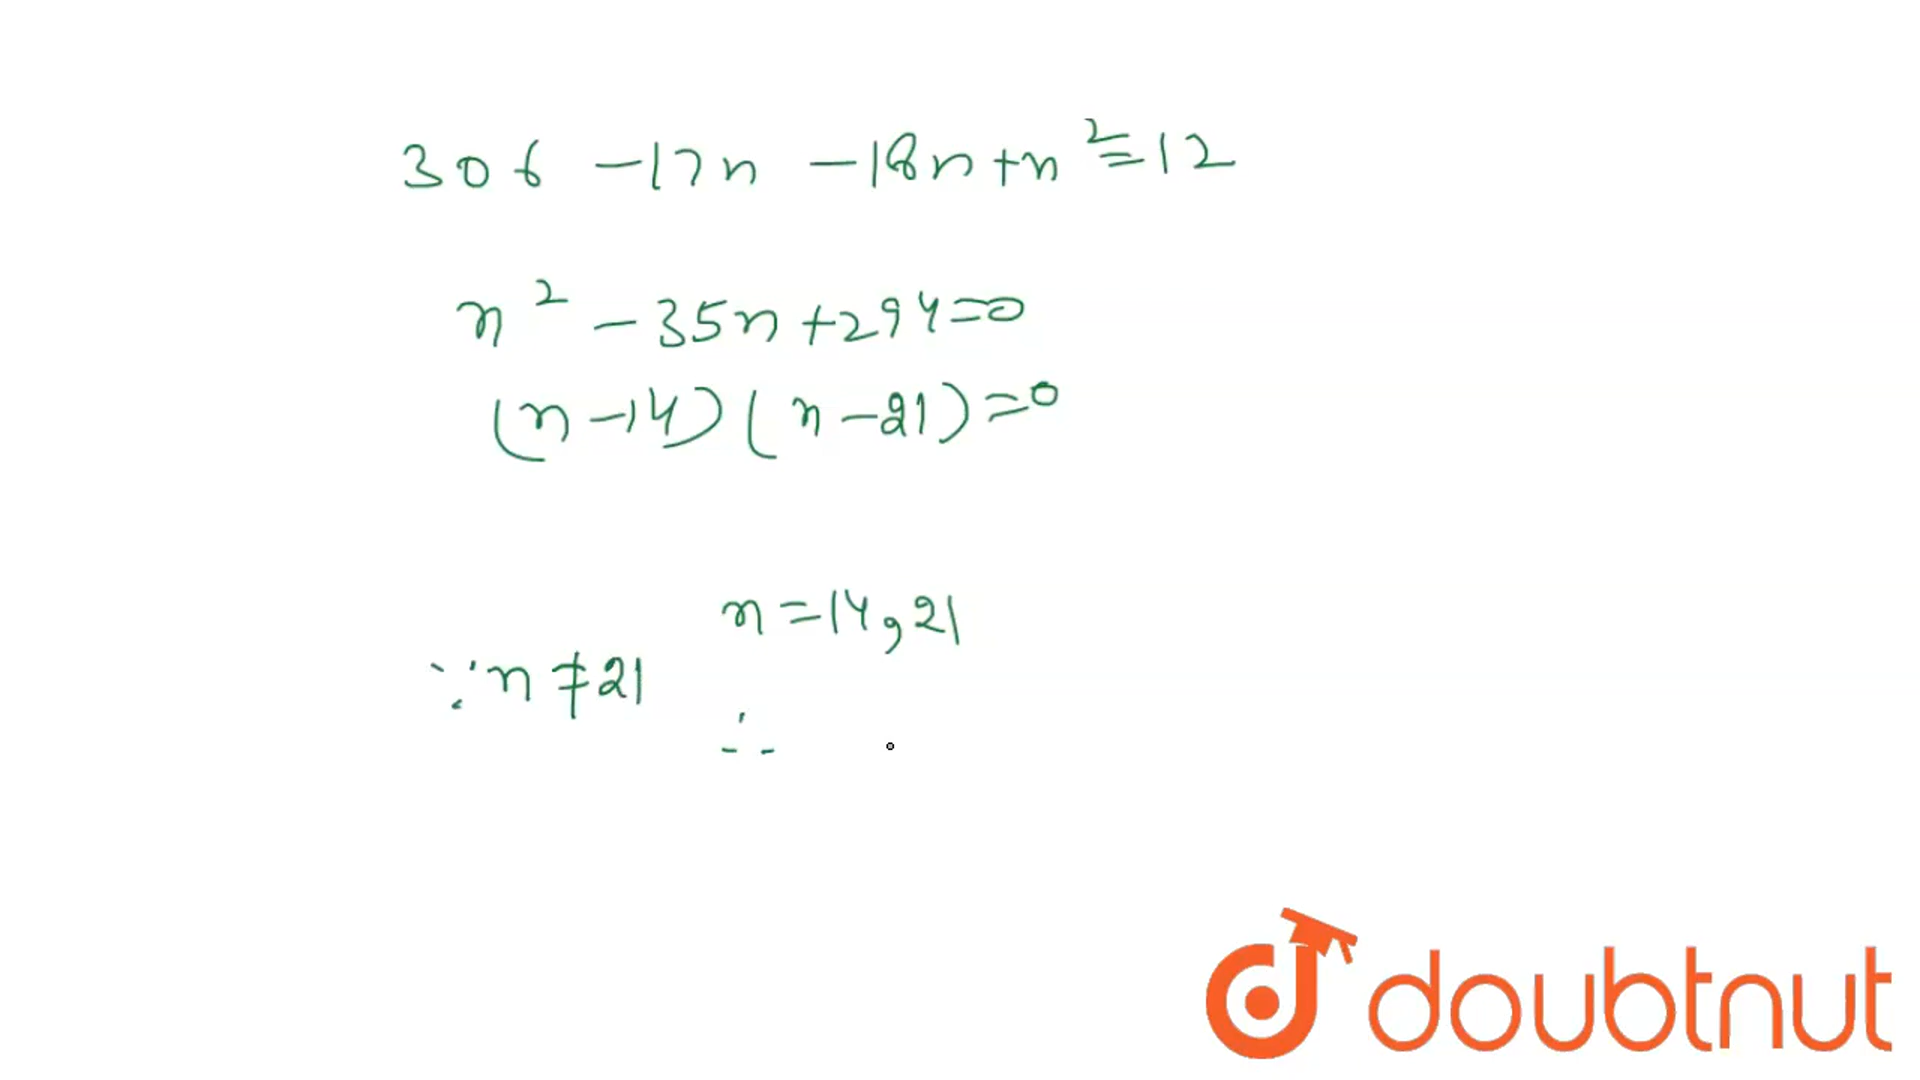 306 -17n -18n+n²=12
n² -35n+294=0
(n-14)(n-21)=0
n=14,21
∵n≠21
∴
doubtnut